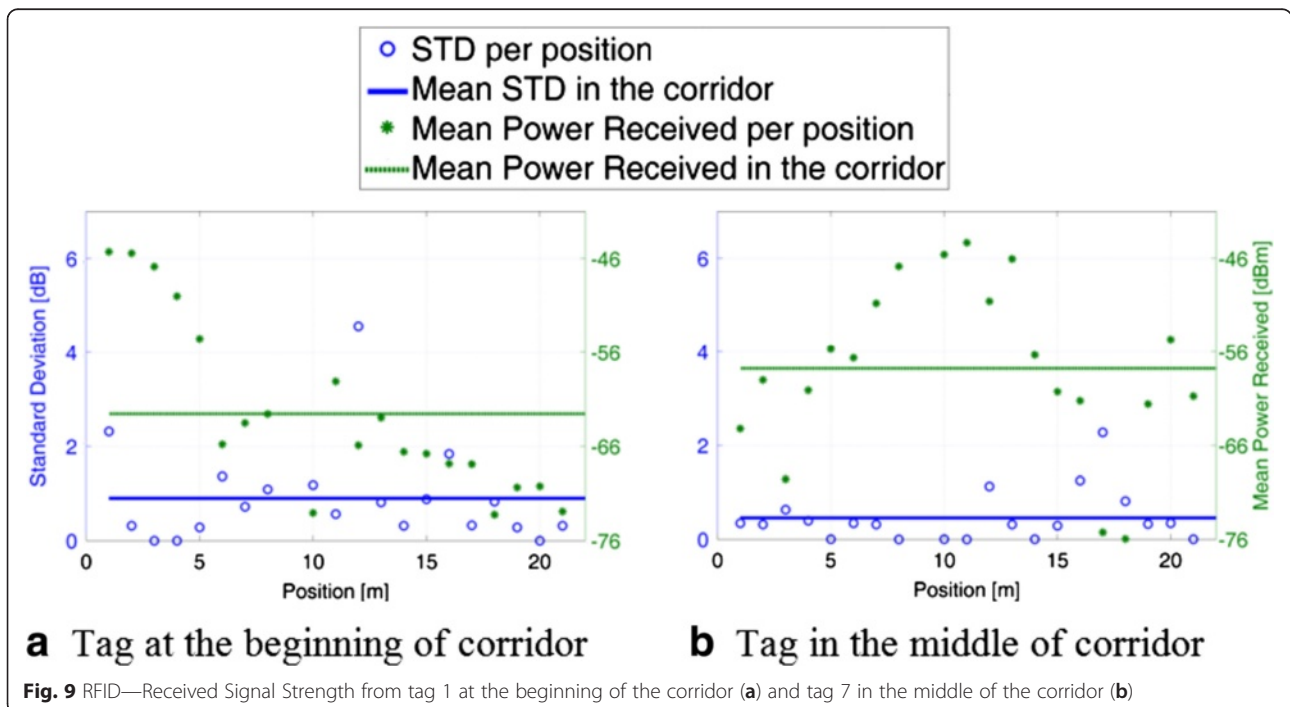 STD per position
Mean STD in the corridor
Mean Power Received per position
Mean Power Received in the corridor
Standard Deviation [dB]
6
4
2
0
-46
-56
-66
-76
0 5 10 15 20
Position [m]
6
4
2
0
-46
-56
-66
-76
Mean Power Received [dBm]
0 5 10 15 20
Position [m]
a Tag at the beginning of corridor
b Tag in the middle of corridor
Fig. 9 RFID—Received Signal Strength from tag 1 at the beginning of the corridor (a) and tag 7 in the middle of the corridor (b)